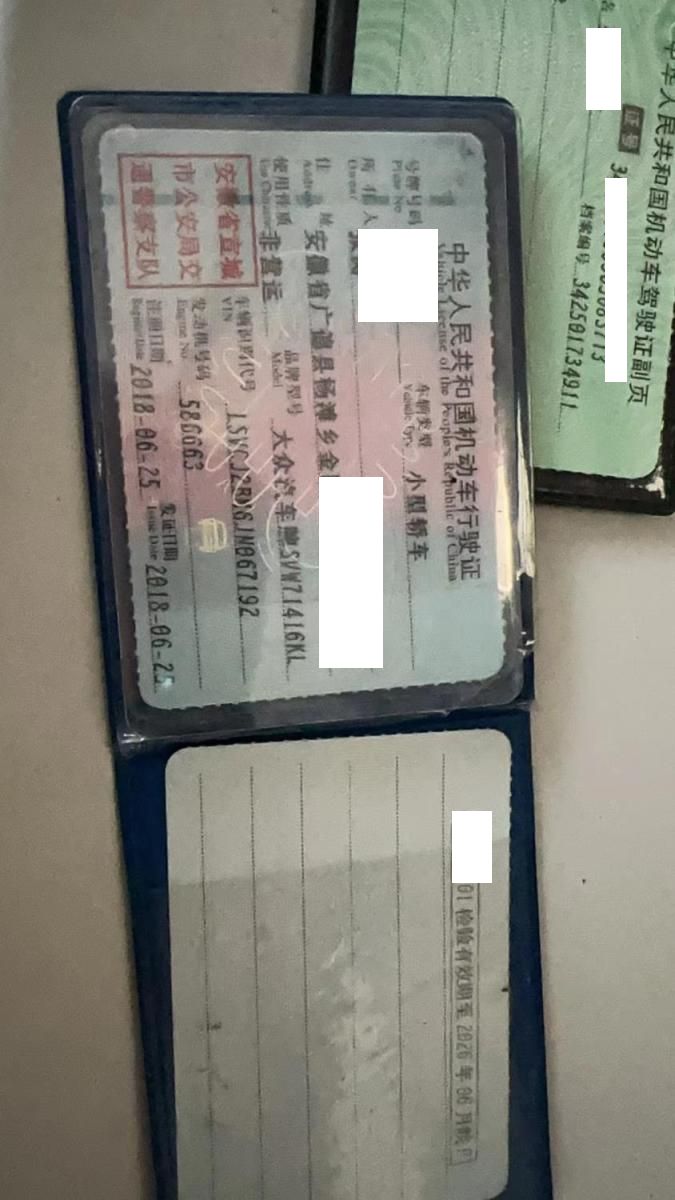 中华人民共和国机动车行驶证
Vehicle License of the People's Republic of China
号牌号码
Plate No.
车辆类型
Vehicle Type
小型轿车
所有人
Owner
住址
Address
安徽省广德县杨滩乡金
使用性质
Use Character
非营运
品牌型号
Model
大众汽车牌SVW71416KL
安徽省宣城
市公安局交
通警察支队
车辆识别代号
VIN
发动机号码
Engine No.
580663
注册日期
Register Date
2018-06-25
发证日期
Issue Date
2018-06-25
检验有效期至2026年06月
中华人民共和国机动车驾驶证副页
名
证号
档案编号
342501734911